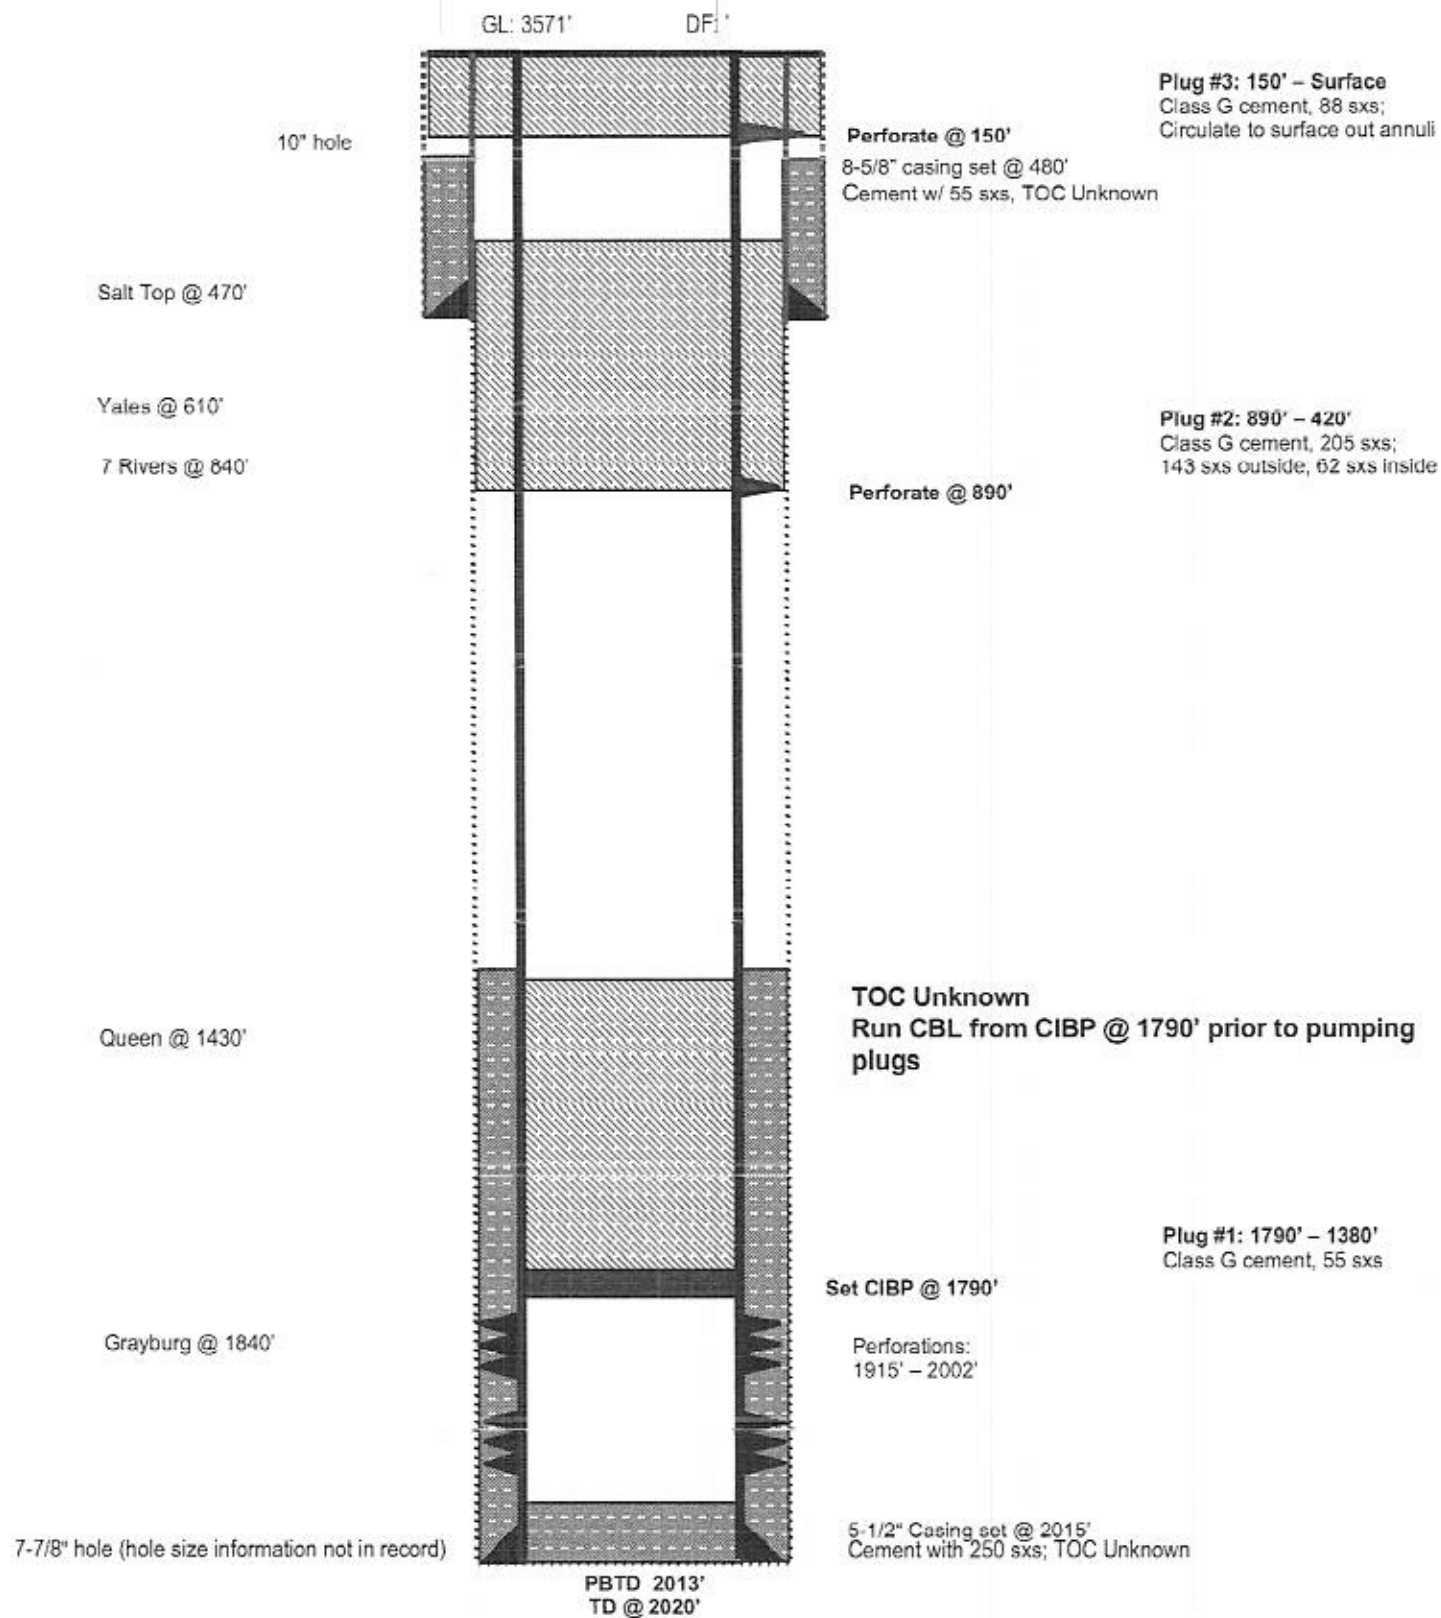 GL: 3571' DF: '
Plug #3: 150' – Surface
Class G cement, 88 sxs;
Circulate to surface out annuli
10" hole
Perforate @ 150'
8-5/8" casing set @ 480'
Cement w/ 55 sxs, TOC Unknown
Salt Top @ 470'
Yates @ 610'
7 Rivers @ 840'
Plug #2: 890' – 420'
Class G cement, 205 sxs;
143 sxs outside, 62 sxs inside
Perforate @ 890'
TOC Unknown
Run CBL from CIBP @ 1790' prior to pumping
plugs
Queen @ 1430'
Plug #1: 1790' – 1380'
Class G cement, 55 sxs
Set CIBP @ 1790'
Grayburg @ 1840'
Perforations:
1915' – 2002'
7-7/8" hole (hole size information not in record)
5-1/2" Casing set @ 2015'
Cement with 250 sxs; TOC Unknown
PBTD 2013'
TD @ 2020'